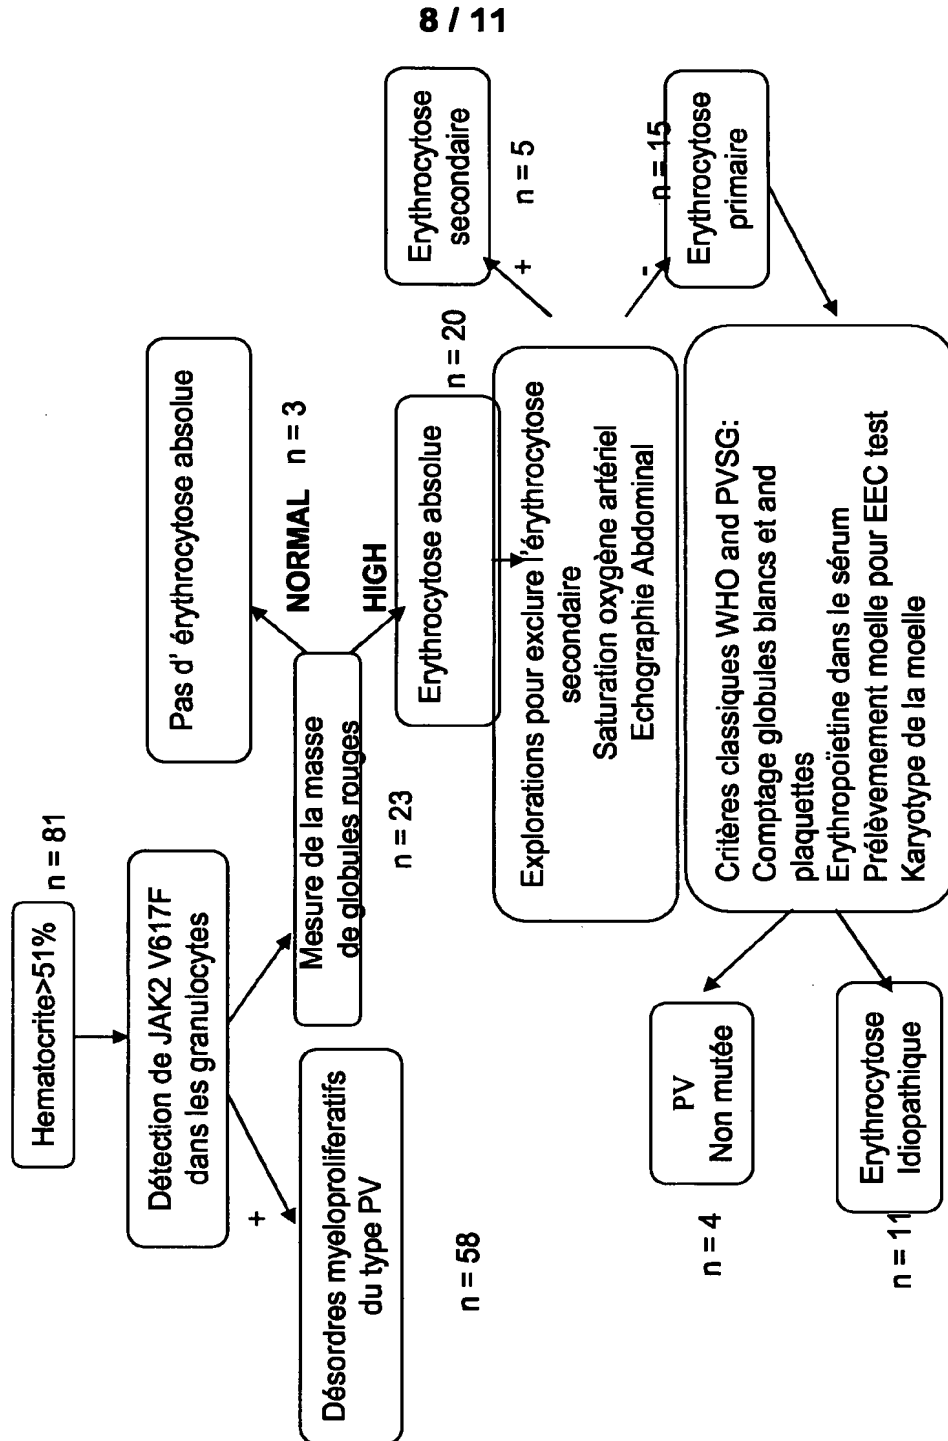 8 / 11
Hematocrite>51%
n = 81
Détection de JAK2 V617F
dans les granulocytes
+
Désordres myeloproliferatifs
du type PV
n = 58
Mesure de la masse
de globules rouges
n = 23
NORMAL
Pas d' érythrocytose absolue
n = 3
HIGH
Erythrocytose absolue
n = 20
Explorations pour exclure l'érythrocytose
secondaire
Saturation oxygène artériel
Echographie Abdominal
+
Erythrocytose
secondaire
n = 5
-
n = 15
Erythrocytose
primaire
Critères classiques WHO and PVSG:
Comptage globules blancs et and
plaquettes
Erythropoïetine dans le sérum
Prélèvement moelle pour EEC test
Karyotype de la moelle
PV
Non mutée
n = 4
Erythrocytose
Idiopathique
n = 11